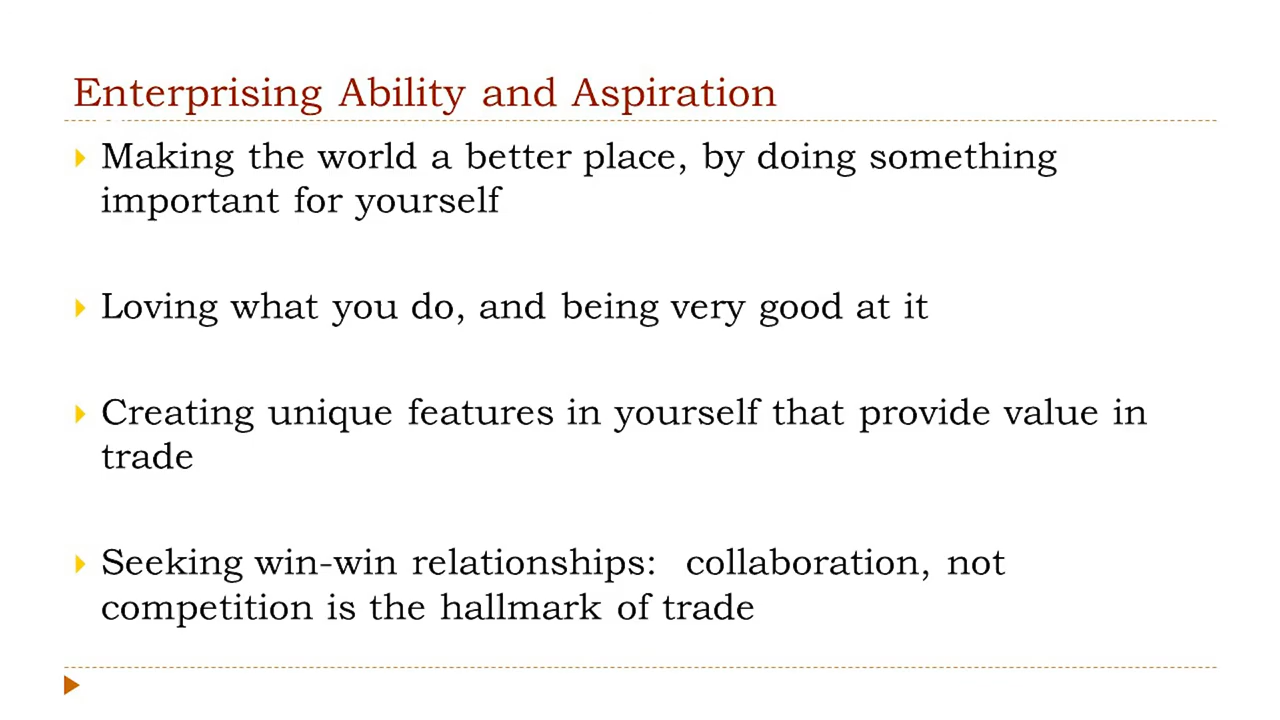 Enterprising Ability and Aspiration
Making the world a better place, by doing something
important for yourself
Loving what you do, and being very good at it
Creating unique features in yourself that provide value in
trade
Seeking win-win relationships:  collaboration, not
competition is the hallmark of trade